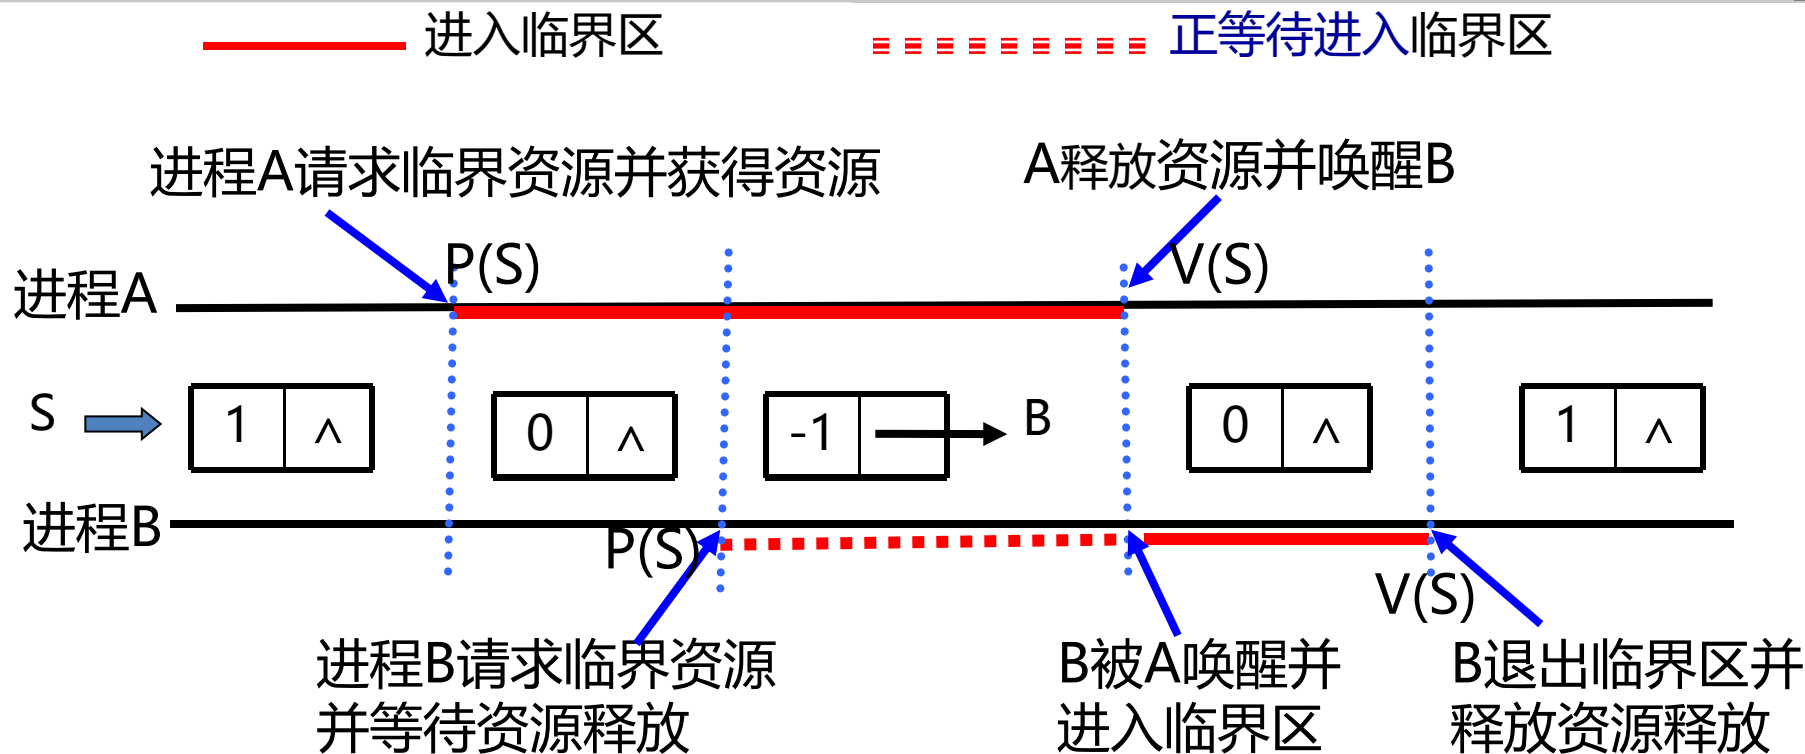 进入临界区
正等待进入临界区
进程A请求临界资源并获得资源
A释放资源并唤醒B
P(S)
V(S)
进程A
S
1 ^
0 ^
-1
B
0 ^
1 ^
进程B
P(S)
V(S)
进程B请求临界资源
并等待资源释放
B被A唤醒并
进入临界区
B退出临界区并
释放资源释放